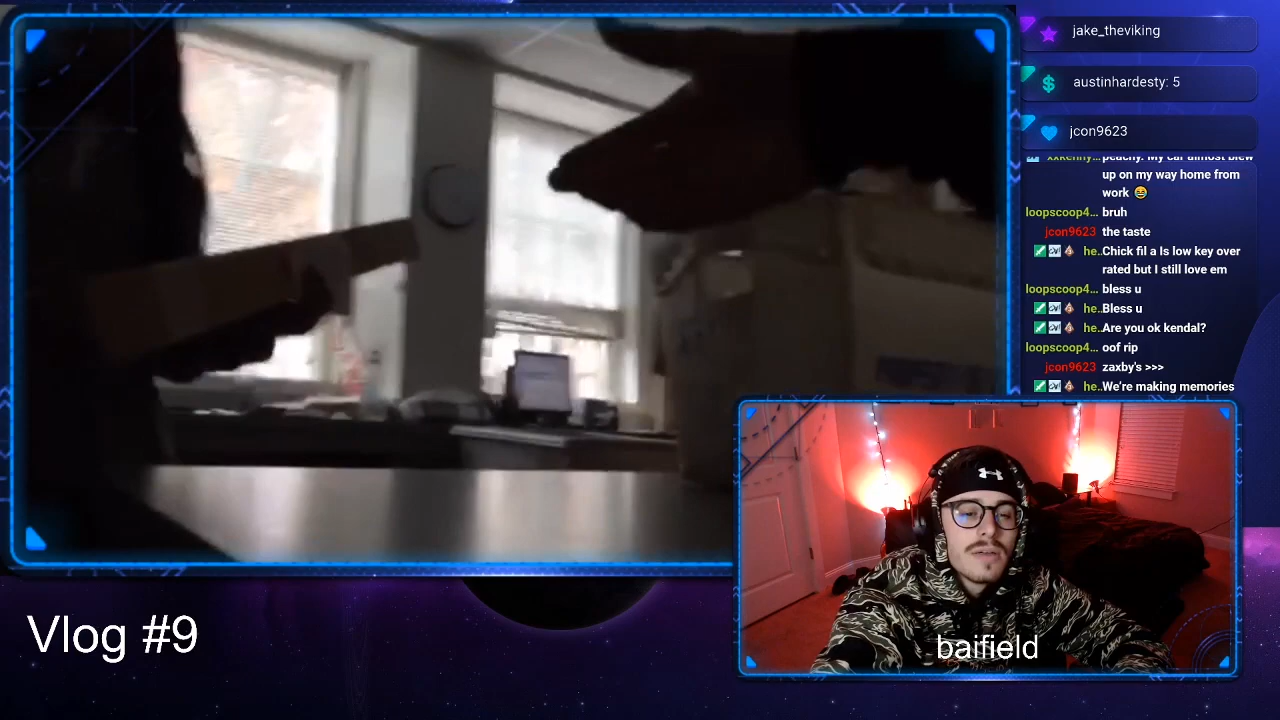 jake_theviking
austinhardesty: 5
jcon9623
xxkenny... peachy. My car almost blew
up on my way home from
work 😆
loopscoop4... bruh
jcon9623 the taste
he..Chick fil a Is low key over
rated but I still love em
loopscoop4... bless u
he..Bless u
he..Are you ok kendal?
loopscoop4... oof rip
jcon9623 zaxby's >>>
he..We're making memories
Vlog #9
baifield